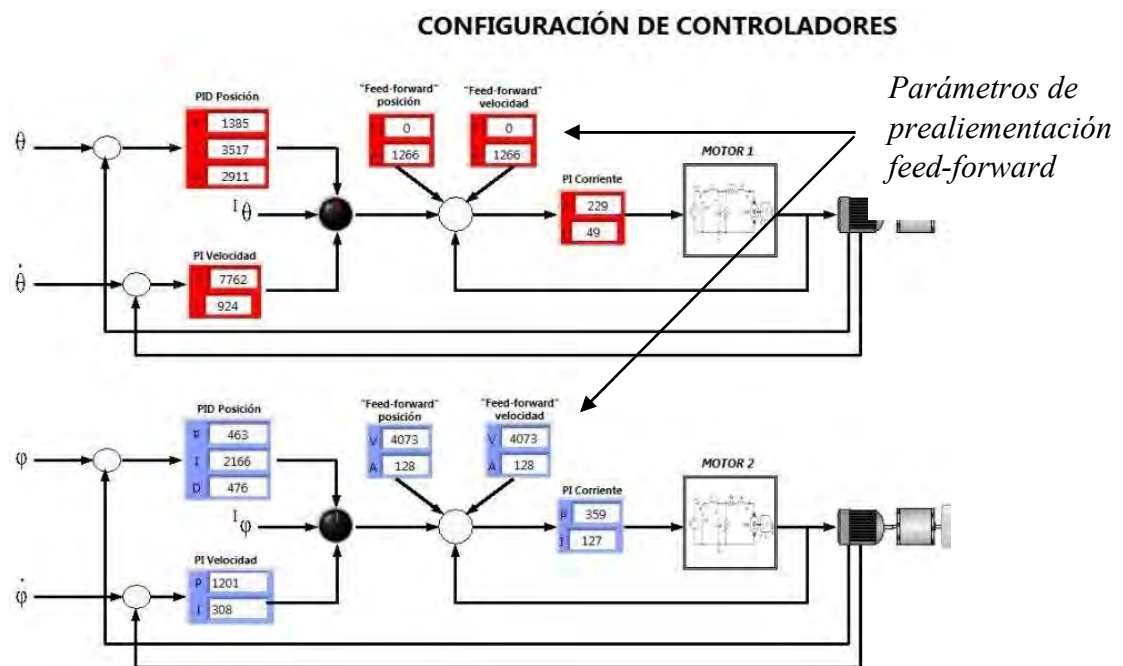 CONFIGURACIÓN DE CONTROLADORES
Parámetros de
prealiementación
feed-forward
PID Posición
1385
3517
2911
"Feed-forward"
posición
0
1266
"Feed-forward"
velocidad
0
1266
θ
I θ
θ̇
PI Velocidad
7762
924
PI Corriente
229
49
MOTOR 1
PID Posición
P 463
I 2166
D 476
"Feed-forward"
posición
V 4073
A 128
"Feed-forward"
velocidad
V 4073
A 128
φ
I φ
φ̇
PI Velocidad
P 1201
I 308
PI Corriente
P 359
I 127
MOTOR 2